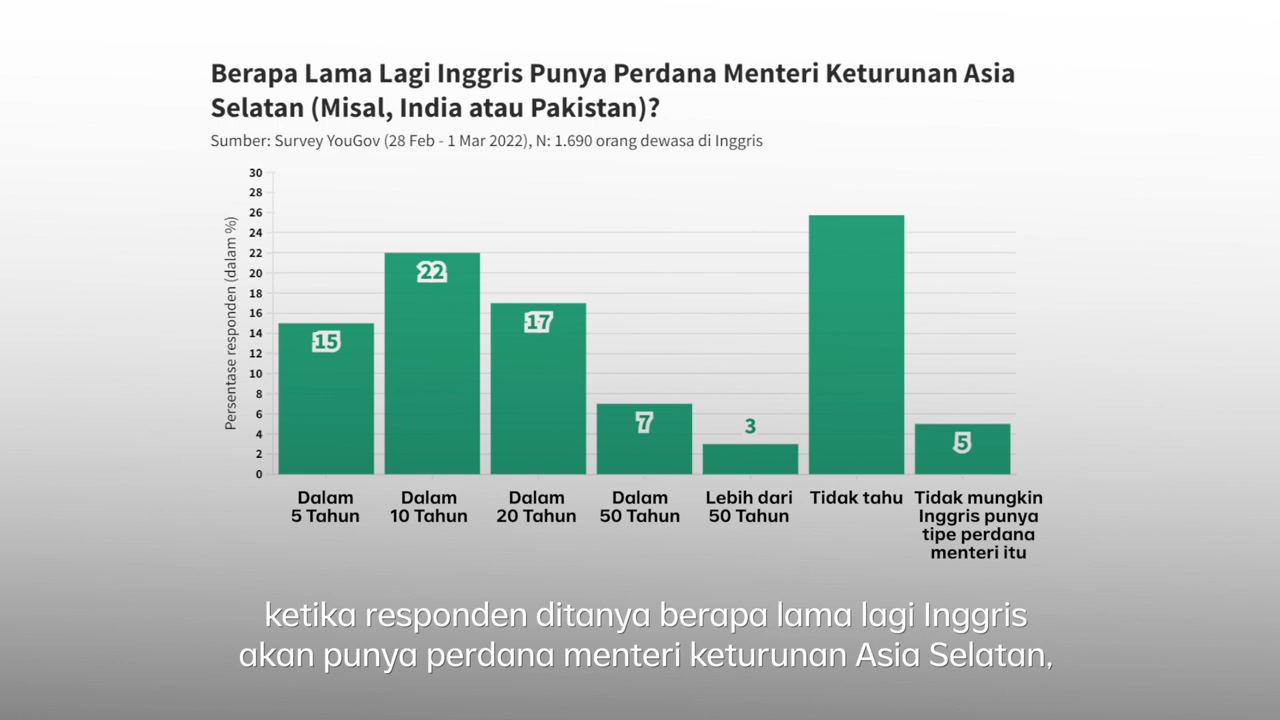 Berapa Lama Lagi Inggris Punya Perdana Menteri Keturunan Asia
Selatan (Misal, India atau Pakistan)?
Sumber: Survey YouGov (28 Feb - 1 Mar 2022), N: 1.690 orang dewasa di Inggris
Persentase responden (dalam %)
30
28
26
24
22
20
18
16
14
12
10
8
6
4
2
0
15
22
17
7
3
5
Dalam
5 Tahun
Dalam
10 Tahun
Dalam
20 Tahun
Dalam
50 Tahun
Lebih dari
50 Tahun
Tidak tahu
Tidak mungkin
Inggris punya
tipe perdana
menteri itu
ketika responden ditanya berapa lama lagi Inggris
akan punya perdana menteri keturunan Asia Selatan,